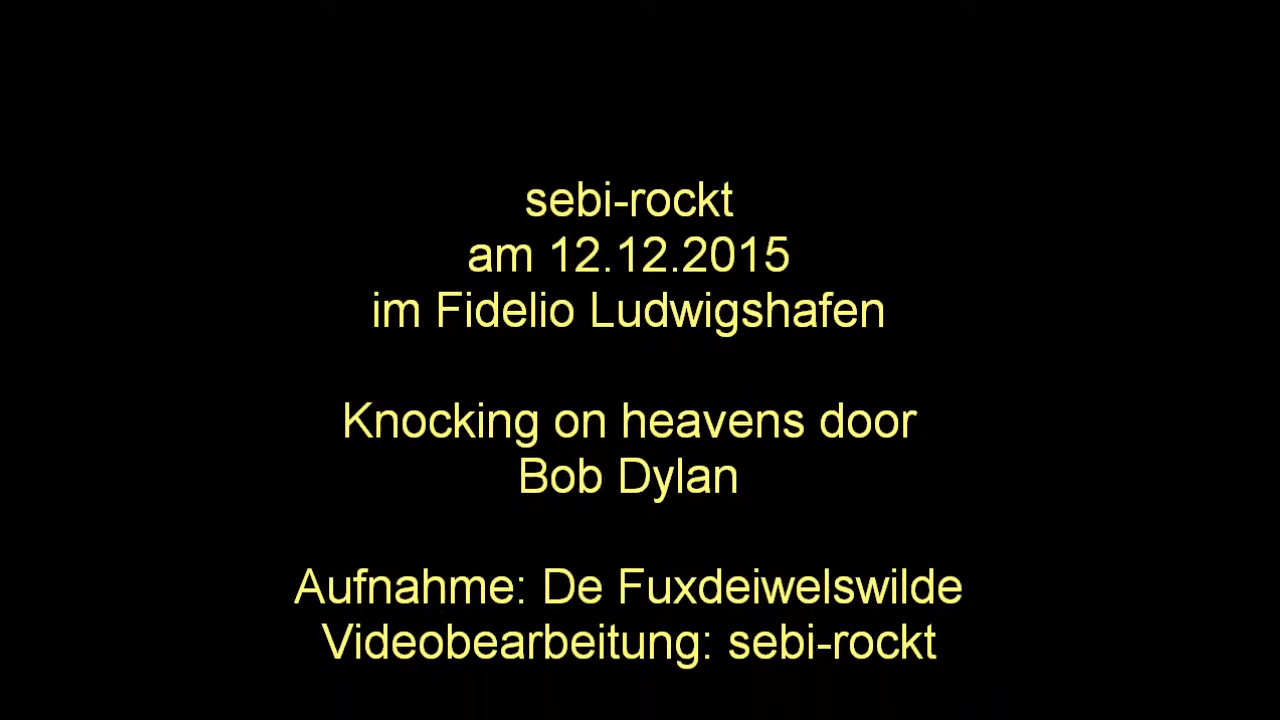 sebi-rockt
am 12.12.2015
im Fidelio Ludwigshafen
Knocking on heavens door
Bob Dylan
Aufnahme: De Fuxdeiwelswilde
Videobearbeitung: sebi-rockt